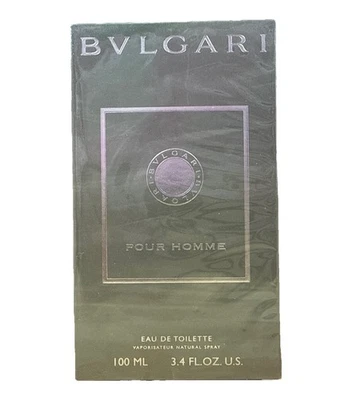 BVLGARI
BVLGARI • BVLGARI •
POUR HOMME
EAU DE TOILETTE
VAPORISATEUR NATURAL SPRAY
100 ML 3.4 FL.OZ. U.S.